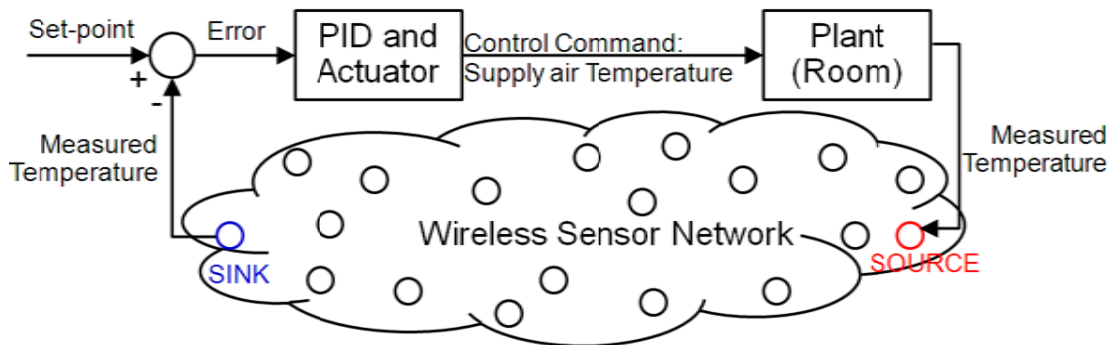 Set-point
Error
PID and
Actuator
Control Command:
Supply air Temperature
Plant
(Room)
+
-
Measured
Temperature
Measured
Temperature
Wireless Sensor Network
SINK
SOURCE